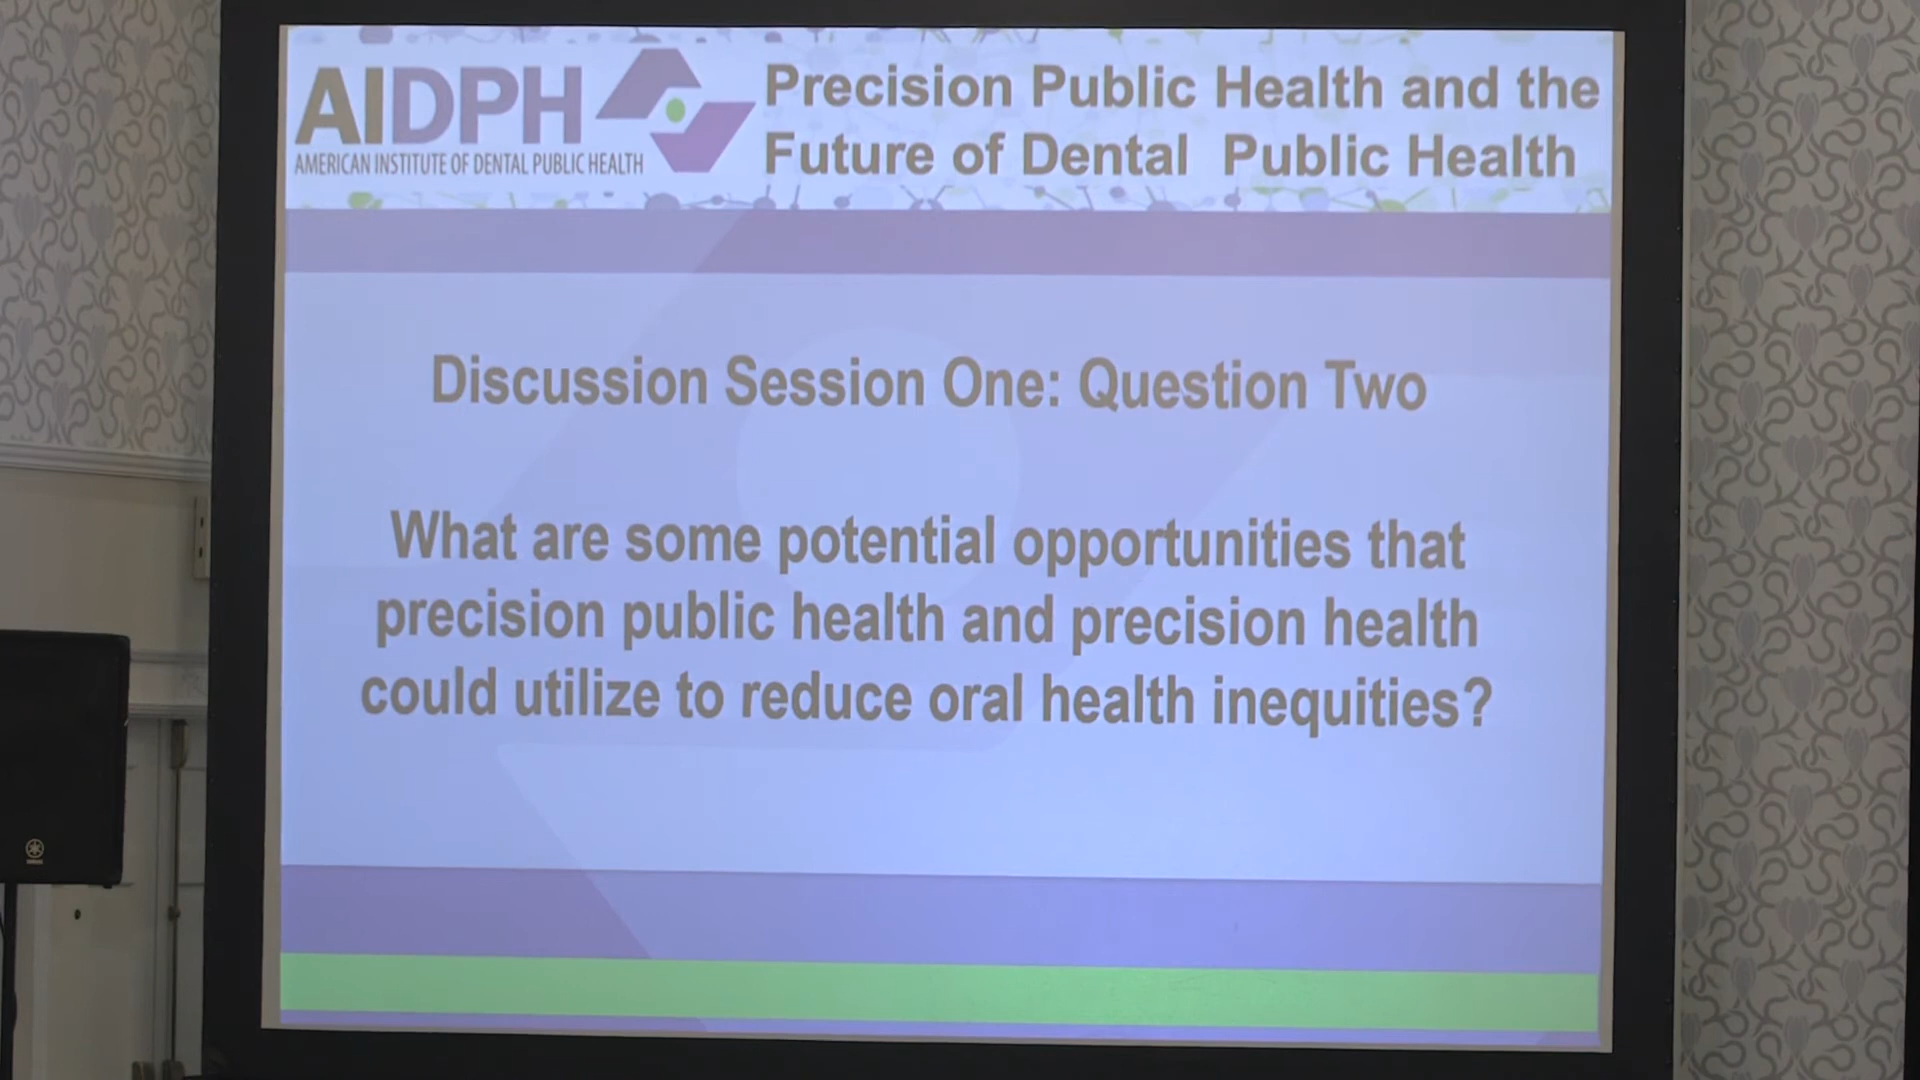 AIDPH
AMERICAN INSTITUTE OF DENTAL PUBLIC HEALTH
Precision Public Health and the
Future of Dental Public Health
Discussion Session One: Question Two
What are some potential opportunities that
precision public health and precision health
could utilize to reduce oral health inequities?